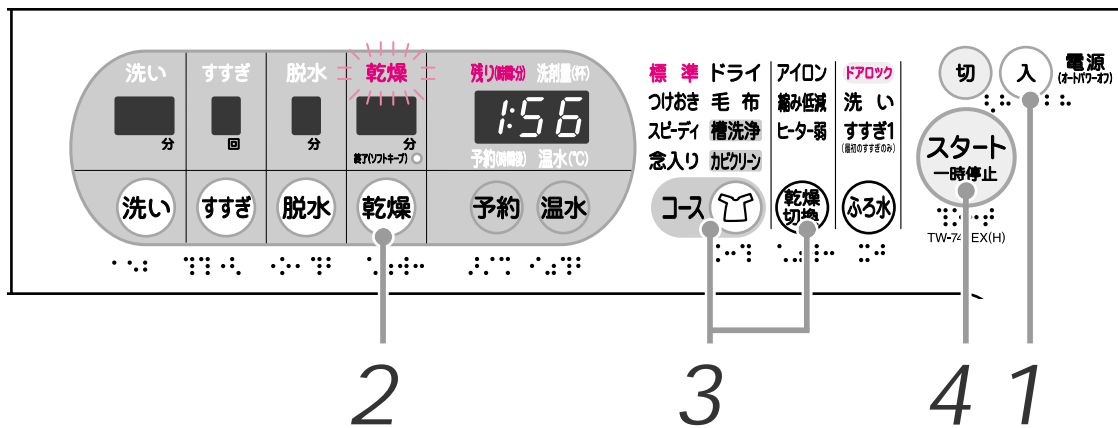 洗い すすぎ 脱水 乾燥 残り(時間:分) 洗剤量(杯)
1:56
分 回 分 分
終了(ソフトキープ)
予約(時間後) 温水(℃)
洗い すすぎ 脱水 乾燥 予約 温水
標準 ドライ アイロン ドアロック
つけおき 毛布 縮み低減 洗い
スピーディ 槽洗浄 ヒーター弱 すすぎ1
(最初のすすぎのみ)
念入り カビクリーン
コース 乾燥切換 ふろ水
切 入 電源
(オートパワーオフ)
スタート
一時停止
2 3 4 1